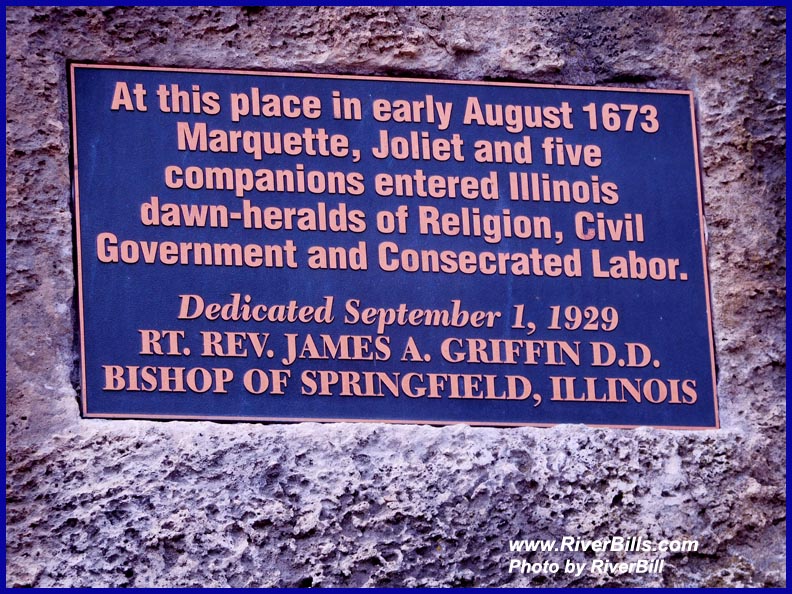 At this place in early August 1673
Marquette, Joliet and five
companions entered Illinois
dawn-heralds of Religion, Civil
Government and Consecrated Labor.
Dedicated September 1, 1929
RT. REV. JAMES A. GRIFFIN D.D.
BISHOP OF SPRINGFIELD, ILLINOIS
www.RiverBills.com
Photo by RiverBill